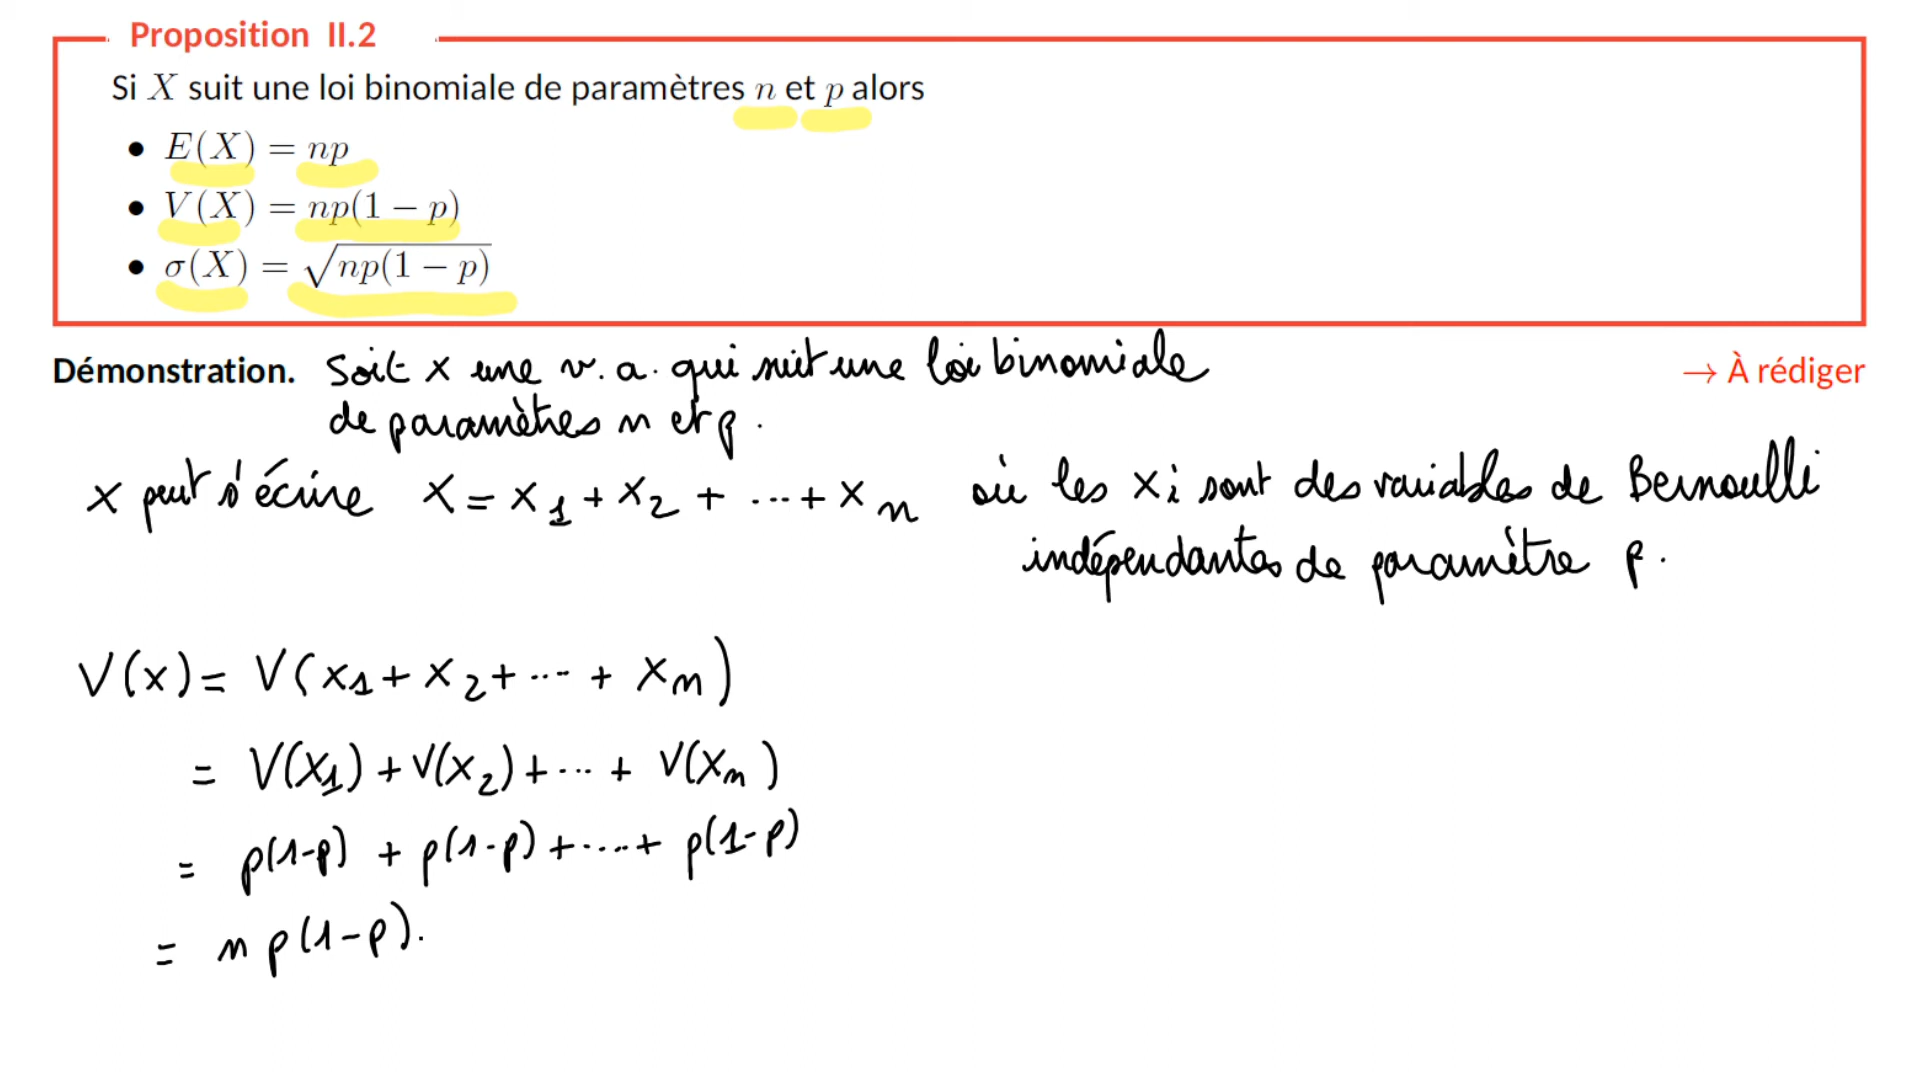 Proposition II.2
Si X suit une loi binomiale de paramètres n et p alors
• E(X) = np
• V(X) = np(1 − p)
• σ(X) = √np(1 − p)
Démonstration. Soit X une v.a. qui suit une loi binomiale → À rédiger
de paramètres n et p.
X peut s'écrire X = X1 + X2 + ... + Xn où les Xi sont des variables de Bernoulli
indépendantes de paramètre p.
V(X) = V(X1 + X2 + ... + Xn)
= V(X1) + V(X2) + ... + V(Xn)
= p(1-p) + p(1-p) + .... + p(1-p)
= n p(1-p).